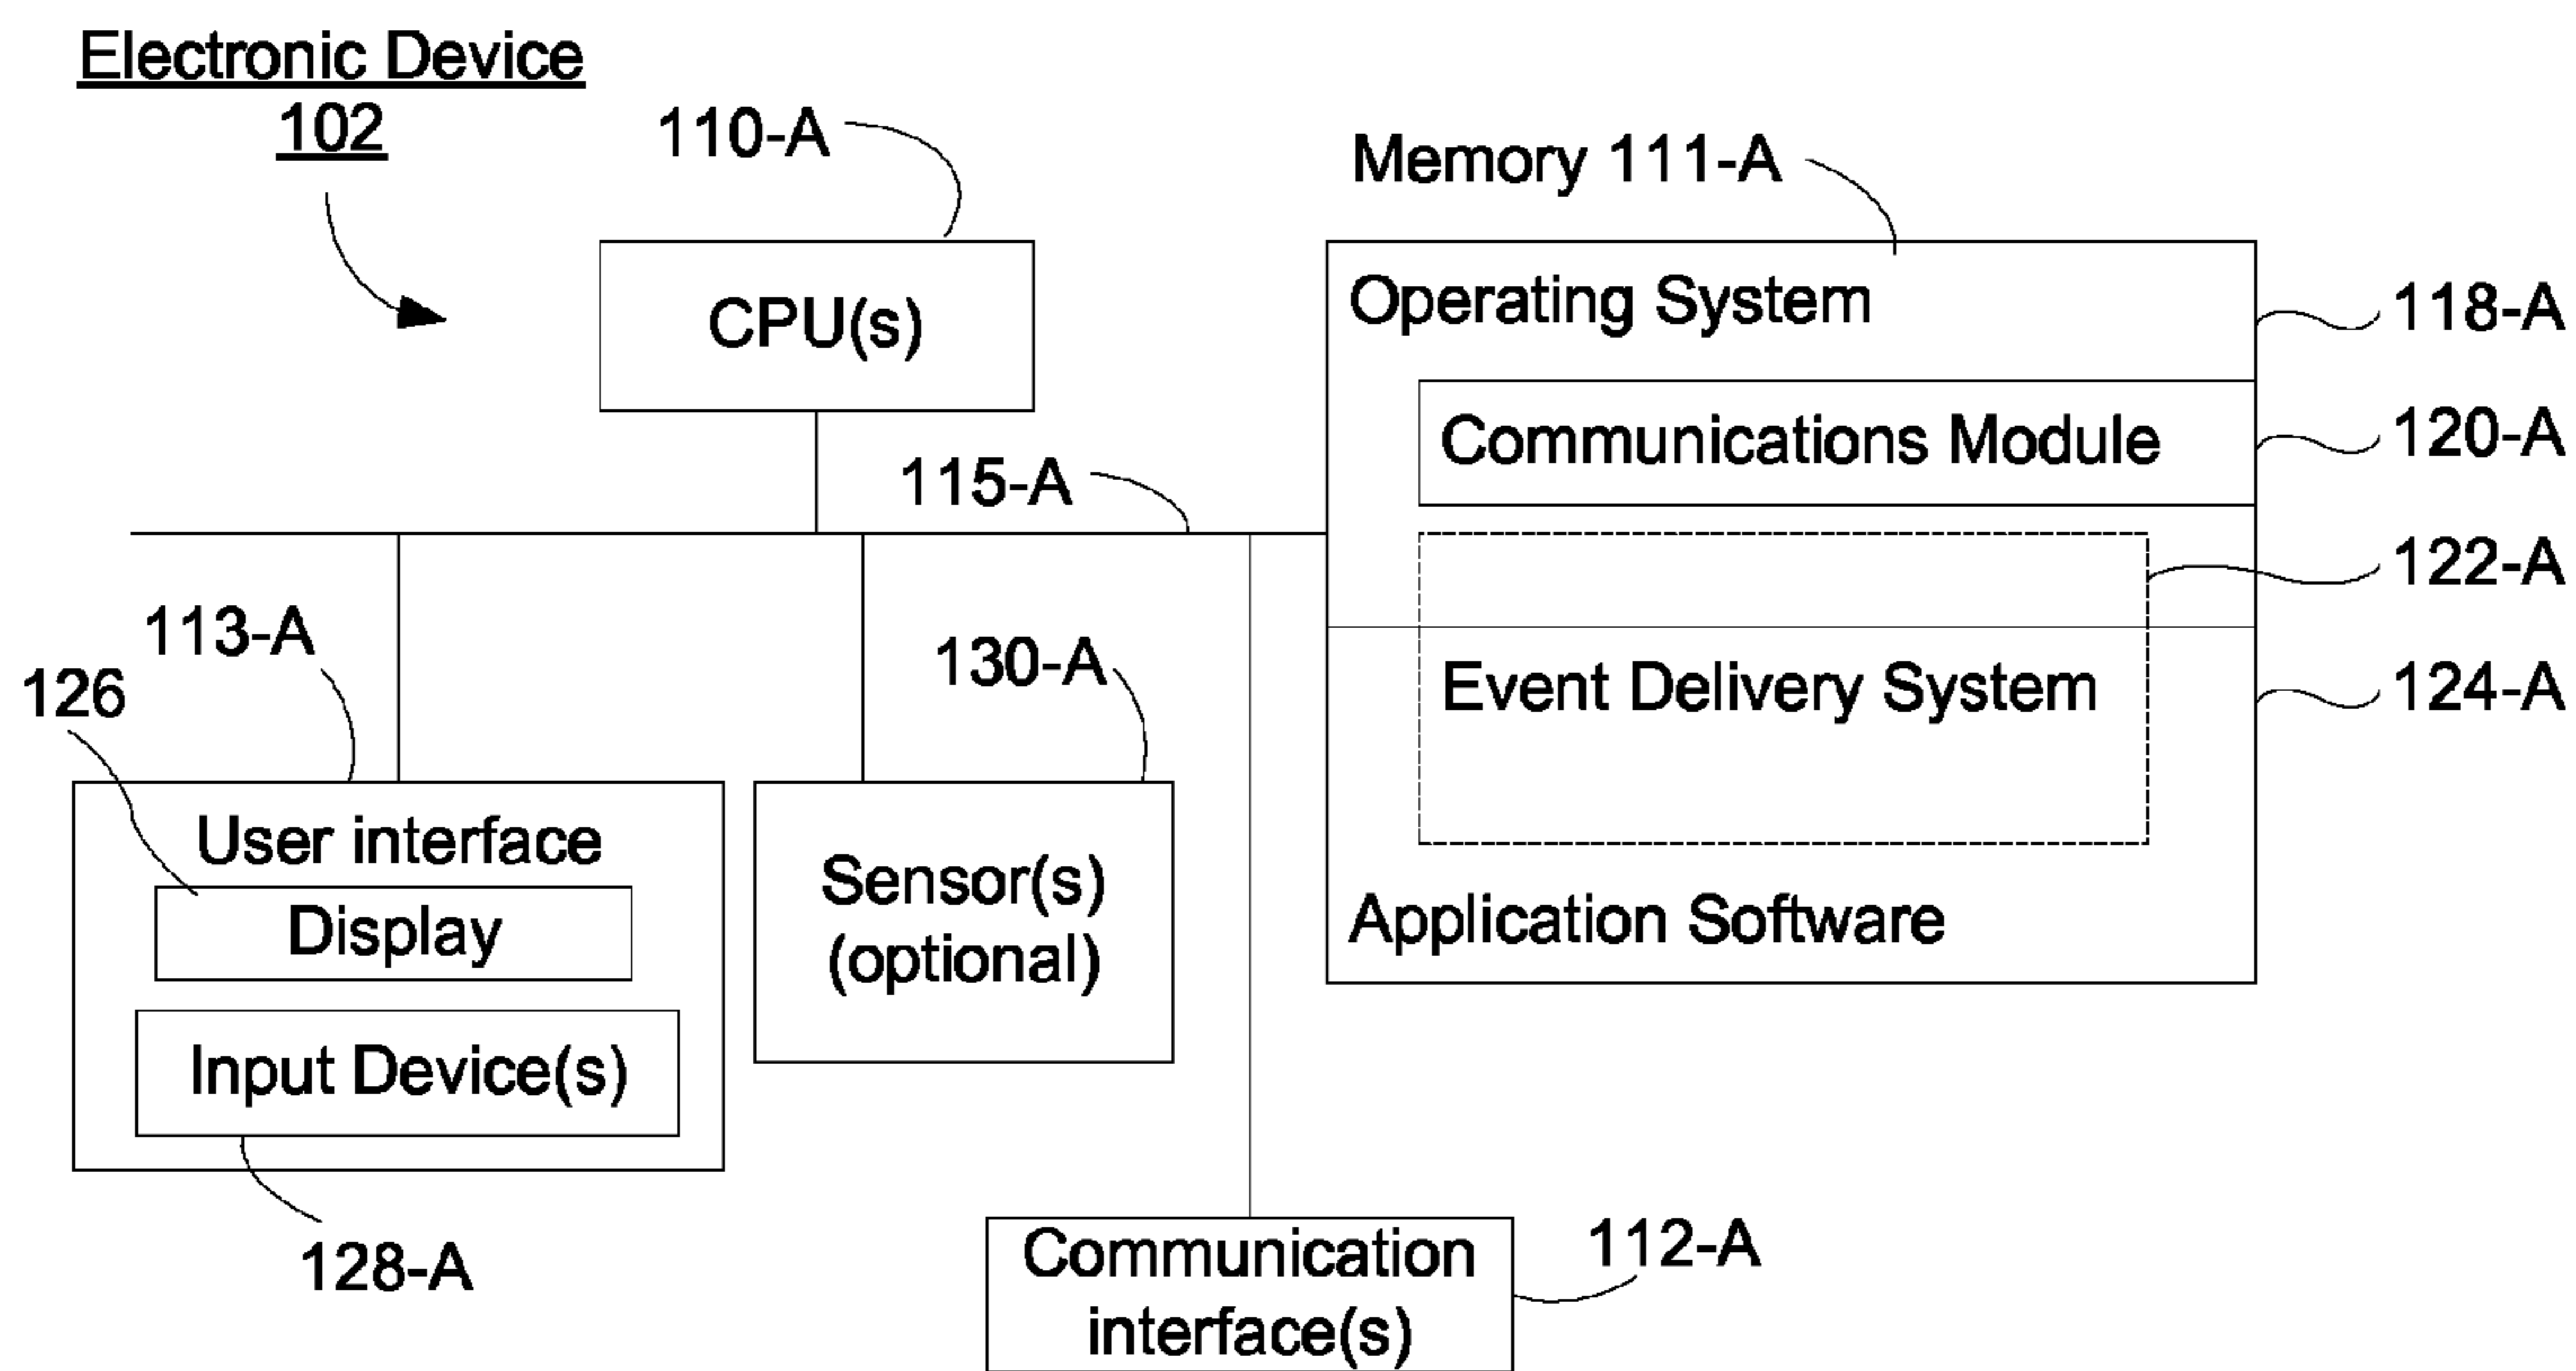 Electronic Device
102
110-A
Memory 111-A
CPU(s)
Operating System
118-A
Communications Module
120-A
115-A
122-A
113-A
130-A
Event Delivery System
124-A
126
User interface
Display
Input Device(s)
128-A
Sensor(s)
(optional)
Application Software
Communication
interface(s)
112-A